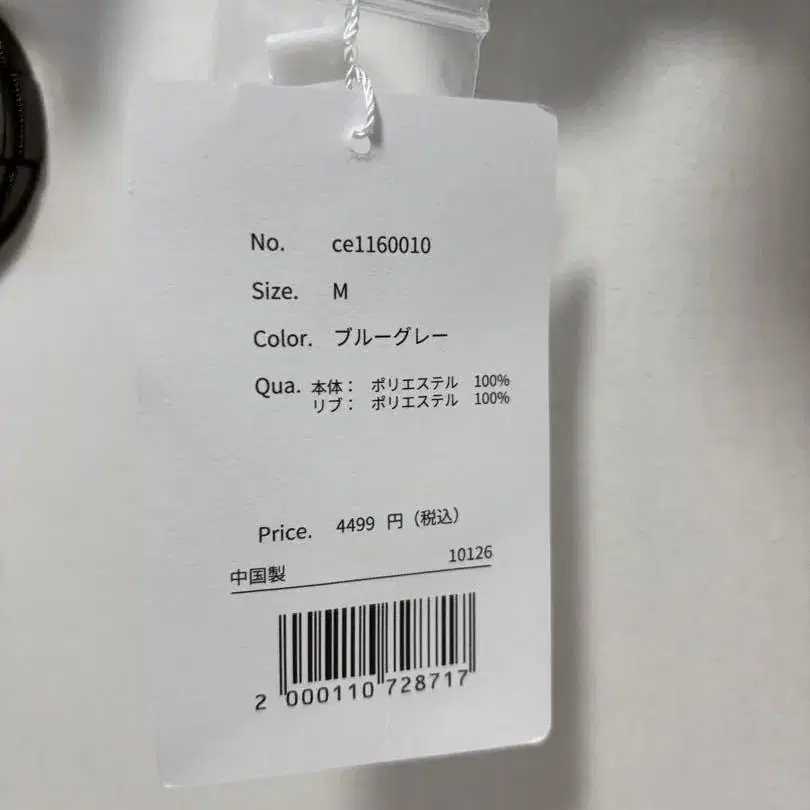 No. ce1160010
Size. M
Color. ブルーグレー
Qua. 本体： ポリエステル 100%
リブ： ポリエステル 100%
Price. 4499 円（税込）
中国製 10126
2 000110 728717